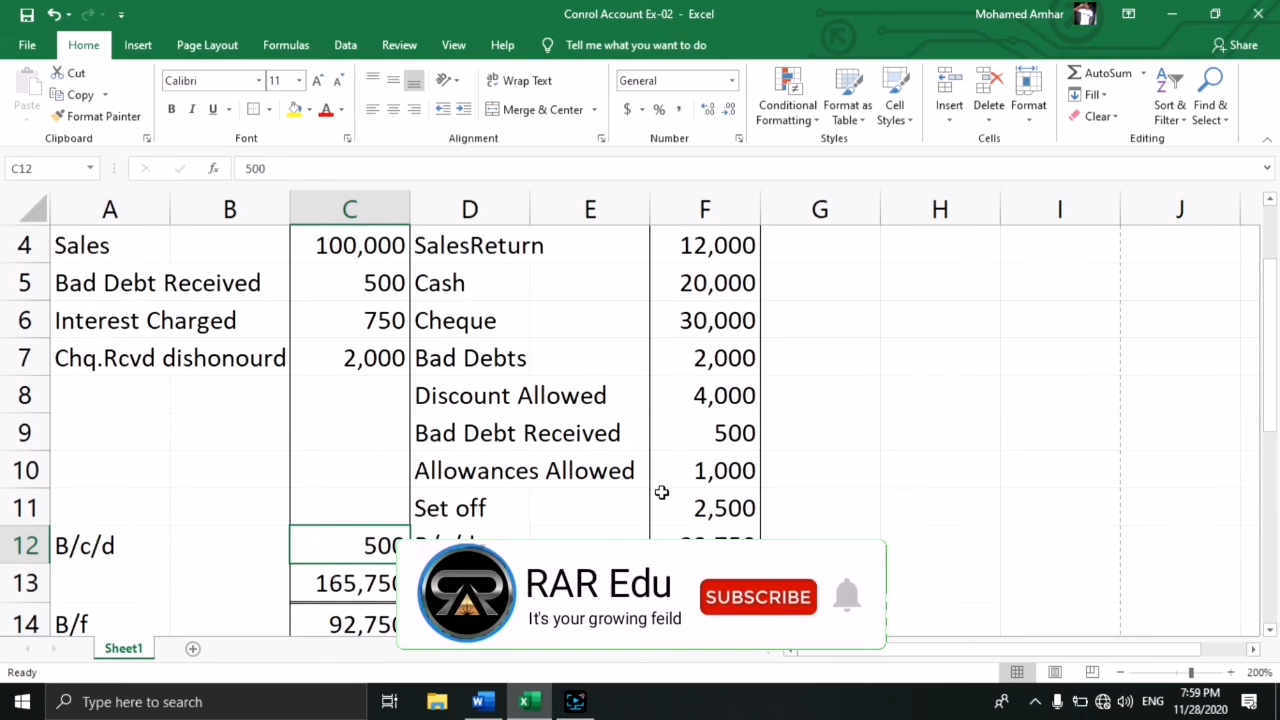 Conrol Account Ex-02 - Excel
Mohamed Amhar
File Home Insert Page Layout Formulas Data Review View Help Tell me what you want to do Share
Cut
Copy
Paste
Format Painter
Clipboard
Calibri 11
B I U
Font
Wrap Text
Merge & Center
Alignment
General
$ %
Number
Conditional Formatting
Format as Table
Cell Styles
Styles
Insert Delete Format
Cells
AutoSum
Fill
Clear
Sort & Filter
Find & Select
Editing
C12 fx 500
A B C D E F G H I J
4 Sales 100,000 SalesReturn 12,000
5 Bad Debt Received 500 Cash 20,000
6 Interest Charged 750 Cheque 30,000
7 Chq.Rcvd dishonourd 2,000 Bad Debts 2,000
8 Discount Allowed 4,000
9 Bad Debt Received 500
10 Allowances Allowed 1,000
11 Set off 2,500
12 B/c/d 500
13 165,750
14 B/f 92,750
RAR Edu
It's your growing feild
SUBSCRIBE
Sheet1
Ready 200%
Type here to search
ENG
7:59 PM
11/28/2020